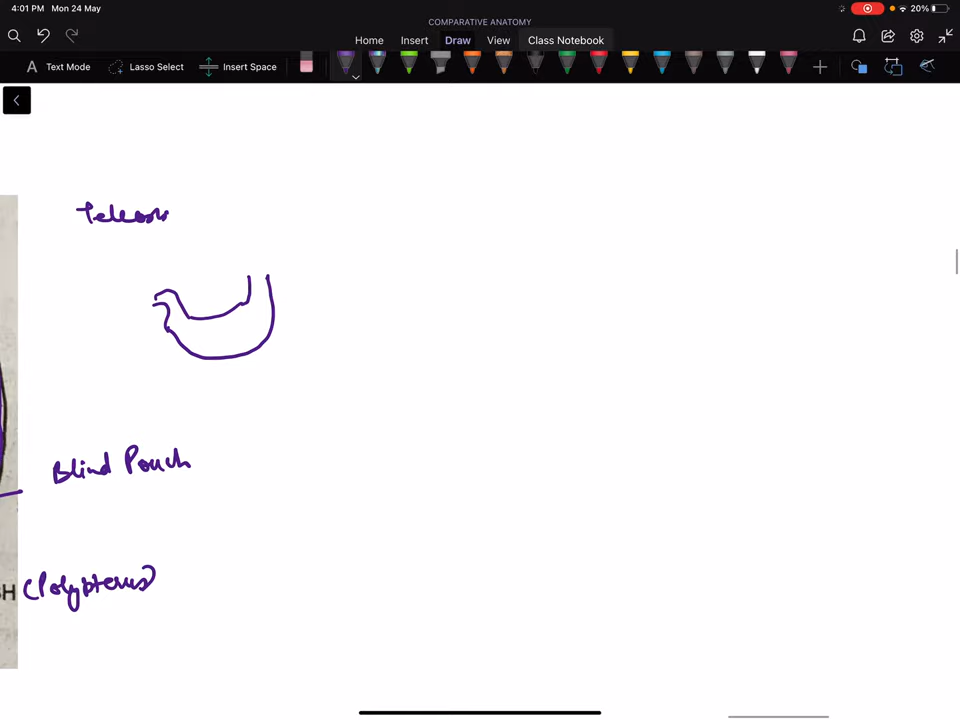 4:01 PM Mon 24 May
20%
COMPARATIVE ANATOMY
Home Insert Draw View Class Notebook
Text Mode Lasso Select Insert Space
Teleos
Blind Pouch
H (Polypterus)